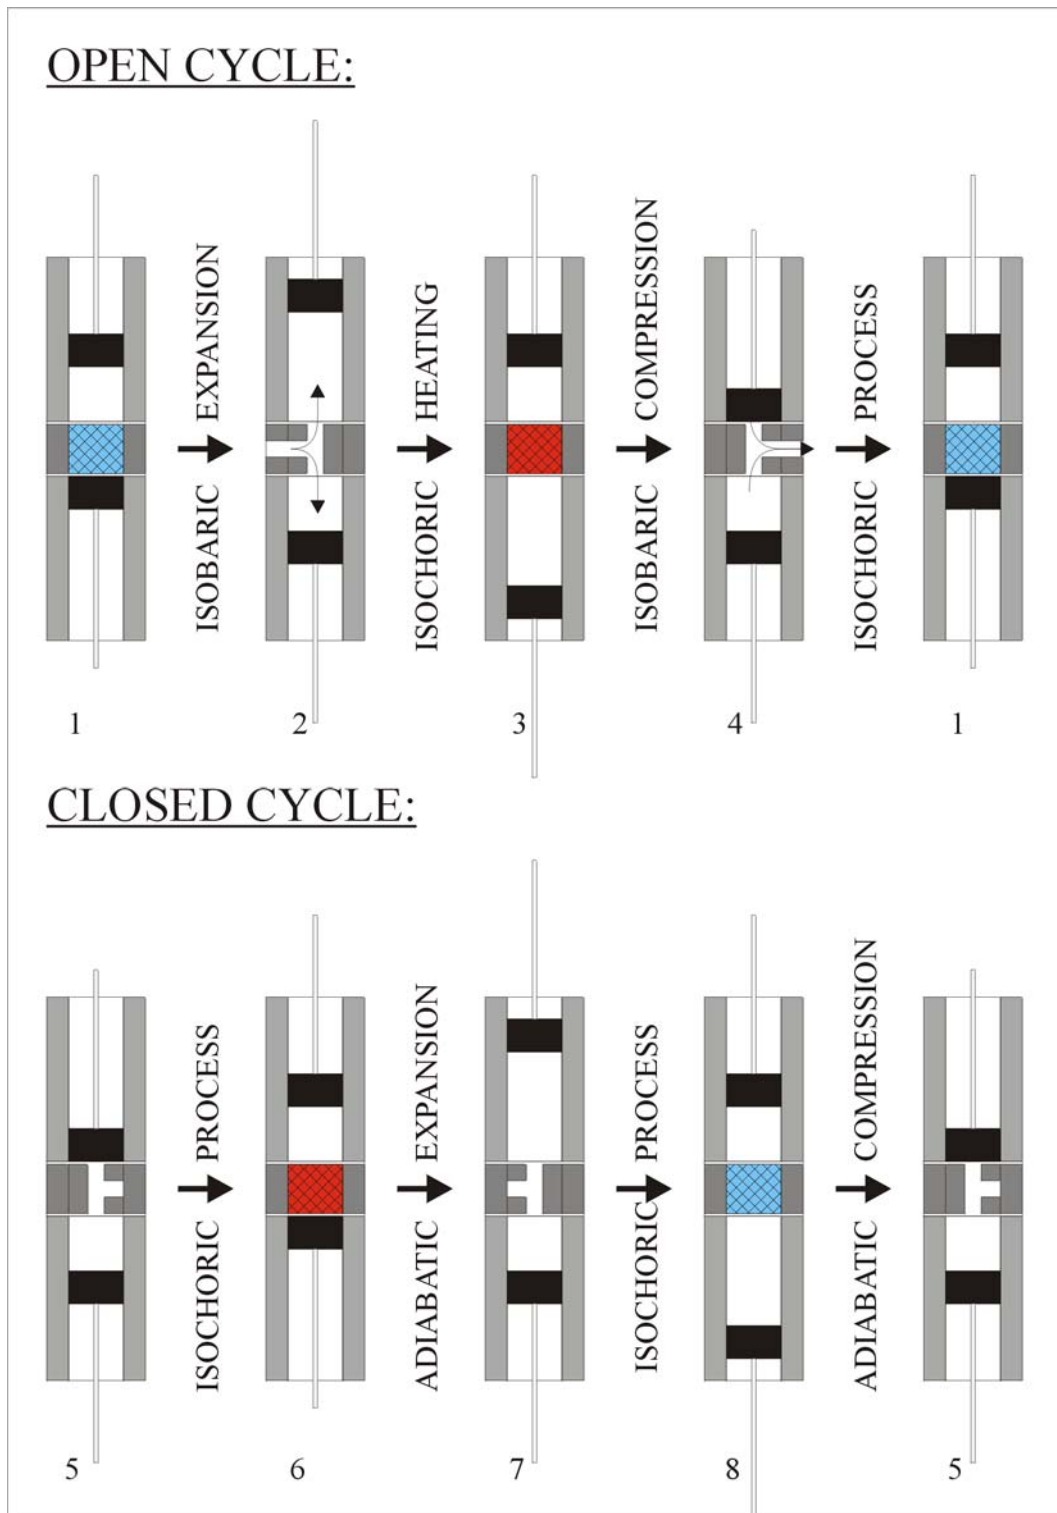 OPEN CYCLE:
ISOBARIC EXPANSION
ISOCHORIC HEATING
ISOBARIC COMPRESSION
ISOCHORIC PROCESS
1 2 3 4 1
CLOSED CYCLE:
ISOCHORIC PROCESS
ADIABATIC EXPANSION
ISOCHORIC PROCESS
ADIABATIC COMPRESSION
5 6 7 8 5